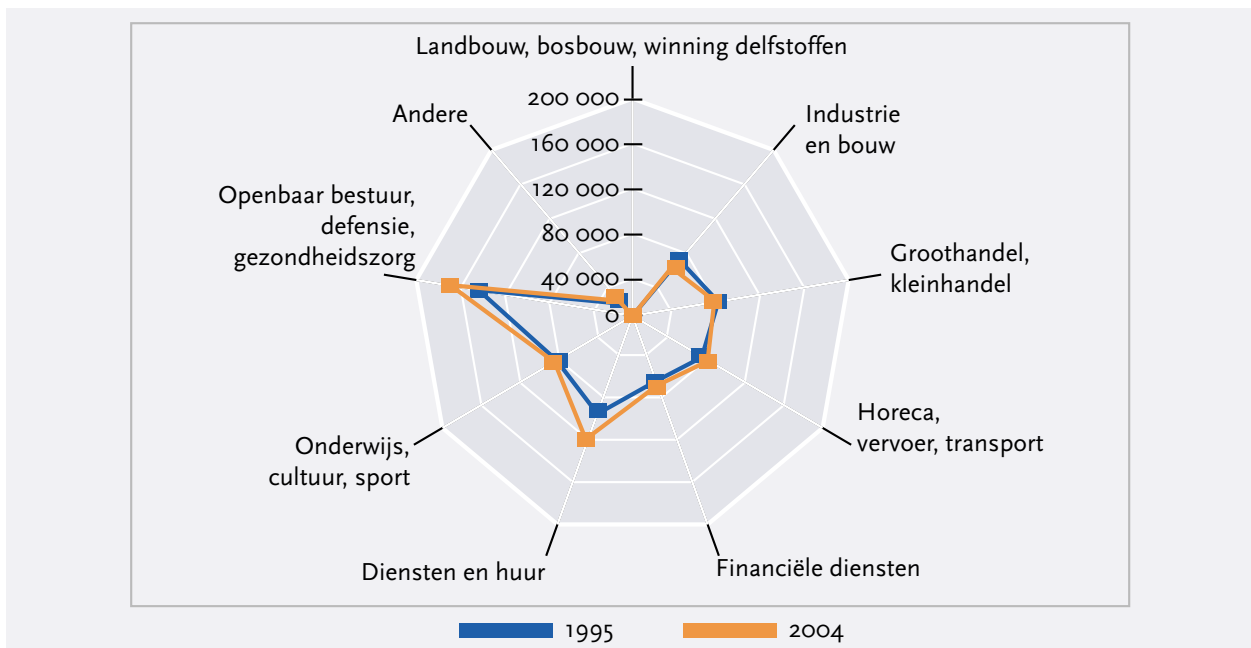 Landbouw, bosbouw, winning delfstoffen
200 000
160 000
120 000
80 000
40 000
0
Industrie
en bouw
Groothandel,
kleinhandel
Horeca,
vervoer, transport
Financiële diensten
Diensten en huur
Onderwijs,
cultuur, sport
Openbaar bestuur,
defensie,
gezondheidszorg
Andere
1995
2004